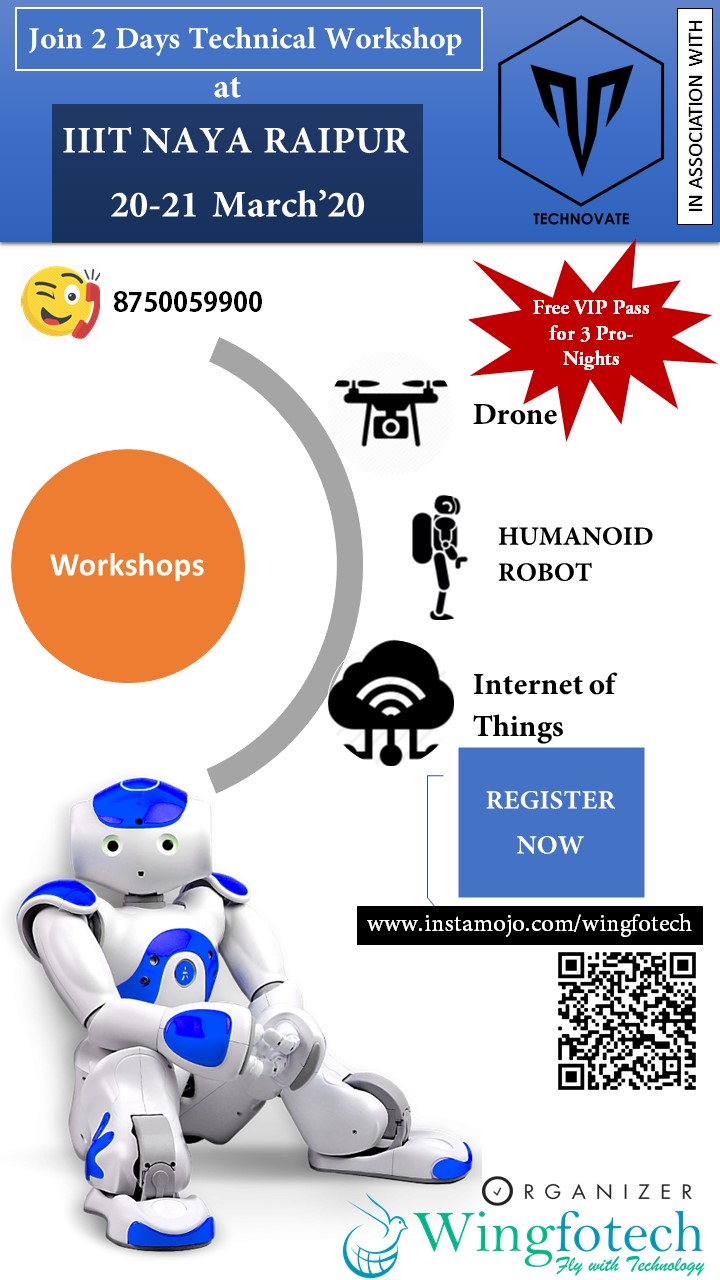 Join 2 Days Technical Workshop
at
IIIT NAYA RAIPUR
20-21 March'20
TECHNOVATE
IN ASSOCIATION WITH
8750059900
Free VIP Pass
for 3 Pro-
Nights
Drone
Workshops
HUMANOID
ROBOT
Internet of
Things
REGISTER
NOW
www.instamojo.com/wingfotech
ORGANIZER
Wingfotech
Fly with Technology